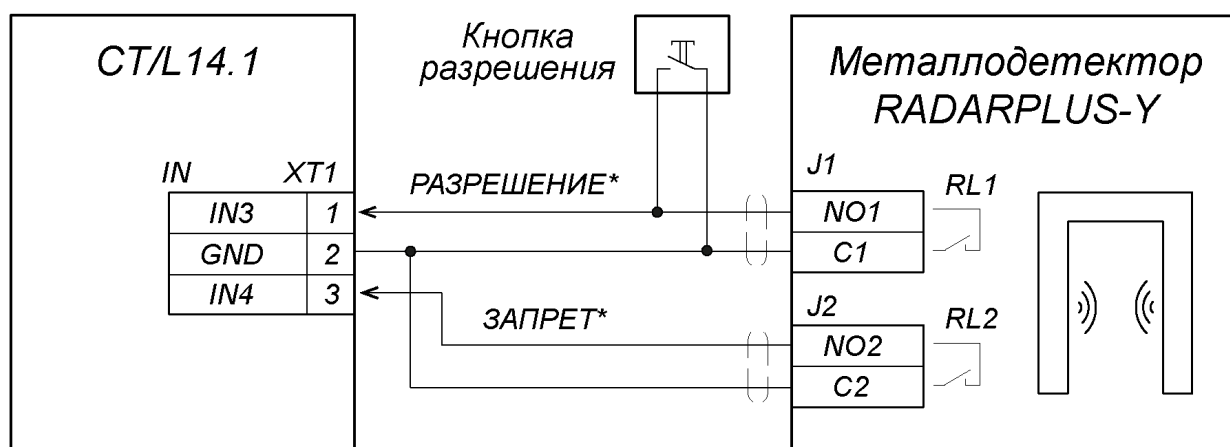 CT/L14.1
Кнопка
разрешения
Металлодетектор
RADARPLUS-Y
IN XT1
IN3 1
GND 2
IN4 3
РАЗРЕШЕНИЕ*
ЗАПРЕТ*
J1
NO1
C1
RL1
J2
NO2
C2
RL2